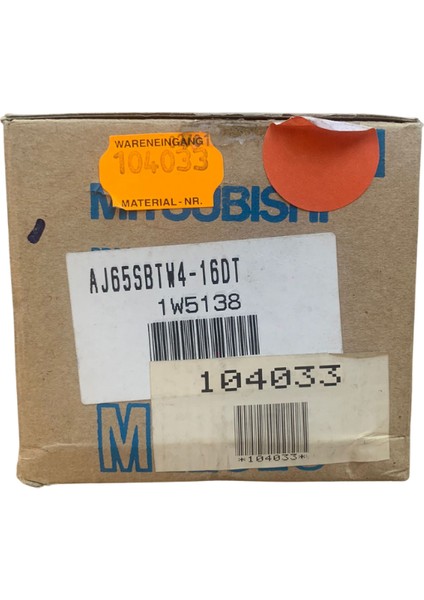 WARENEINGANG
104033
MATERIAL-NR.
MITSUBISHI
AJ65SBTW4-16DT
1W5138
104033
*104033*
M